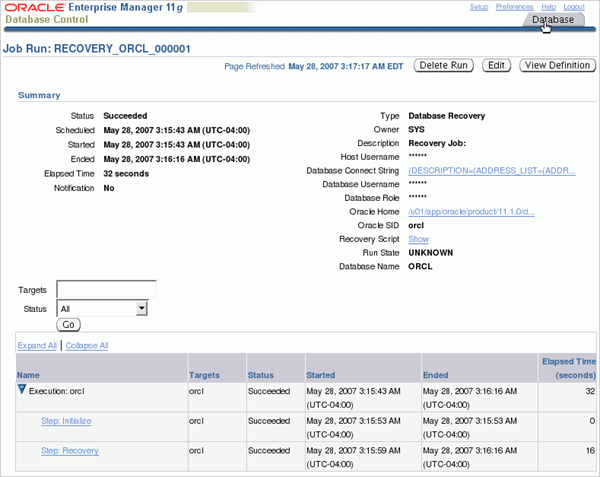 ORACLE Enterprise Manager 11g
Database Control
Setup Preferences Help Logout
Database
Job Run: RECOVERY_ORCL_000001
Page Refreshed May 28, 2007 3:17:17 AM EDT Delete Run Edit View Definition
Summary
Status Succeeded
Scheduled May 28, 2007 3:15:43 AM (UTC-04:00)
Started May 28, 2007 3:15:43 AM (UTC-04:00)
Ended May 28, 2007 3:16:16 AM (UTC-04:00)
Elapsed Time 32 seconds
Notification No
Type Database Recovery
Owner SYS
Description Recovery Job:
Host Username ******
Database Connect String (DESCRIPTION=(ADDRESS_LIST=(ADDR...
Database Username ******
Database Role ******
Oracle Home /u01/app/oracle/product/11.1.0/d...
Oracle SID orcl
Recovery Script Show
Run State UNKNOWN
Database Name ORCL
Targets
Status All
Go
Expand All | Collapse All
Name Targets Status Started Ended Elapsed Time (seconds)
Execution: orcl orcl Succeeded May 28, 2007 3:15:43 AM (UTC-04:00) May 28, 2007 3:16:16 AM (UTC-04:00) 32
Step: Initialize orcl Succeeded May 28, 2007 3:15:53 AM (UTC-04:00) May 28, 2007 3:15:53 AM (UTC-04:00) 0
Step: Recovery orcl Succeeded May 28, 2007 3:15:59 AM (UTC-04:00) May 28, 2007 3:16:16 AM (UTC-04:00) 16